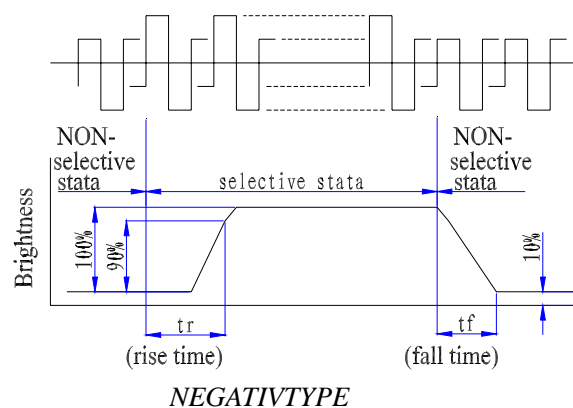 NON-
selective
stata
NON-
selective
stata
selective stata
Brightness
100%
90%
10%
tr
tf
(rise time)
(fall time)
NEGATIVTYPE